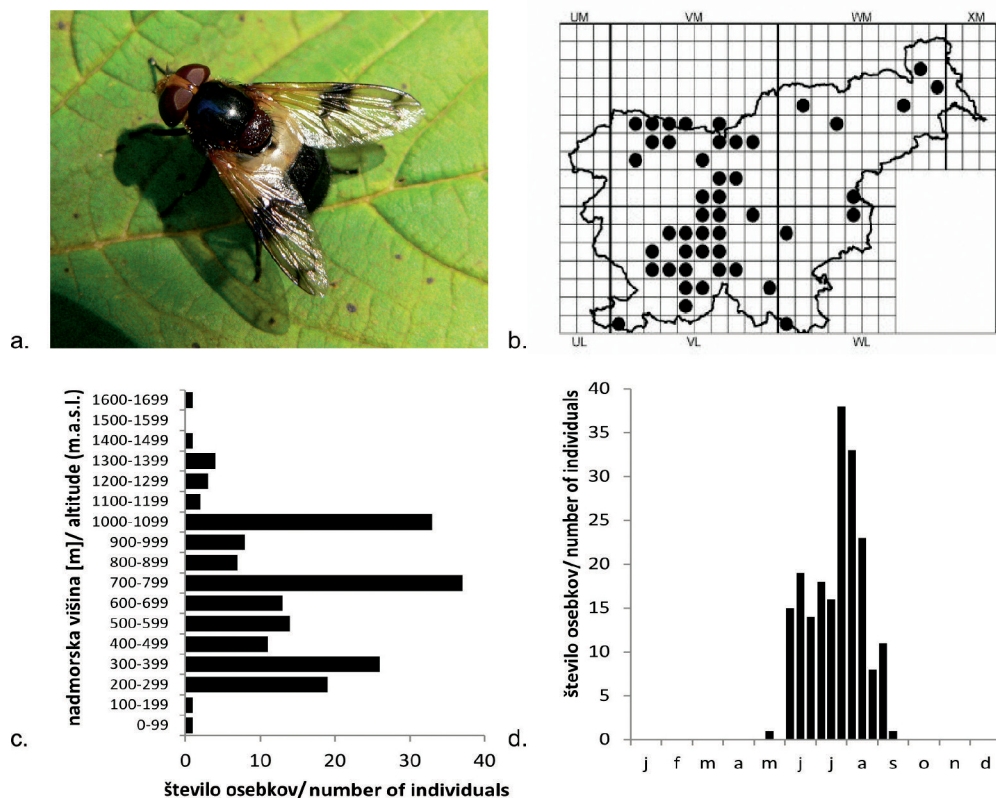 a.
UM VM WM XM
UL VL WL
b.
nadmorska višina [m]/ altitude (m.a.s.l.)
1600-1699
1500-1599
1400-1499
1300-1399
1200-1299
1100-1199
1000-1099
900-999
800-899
700-799
600-699
500-599
400-499
300-399
200-299
100-199
0-99
0 10 20 30 40
število osebkov/ number of individuals
c.
število osebkov/ number of individuals
40
35
30
25
20
15
10
5
0
j f m a m j j a s o n d
d.